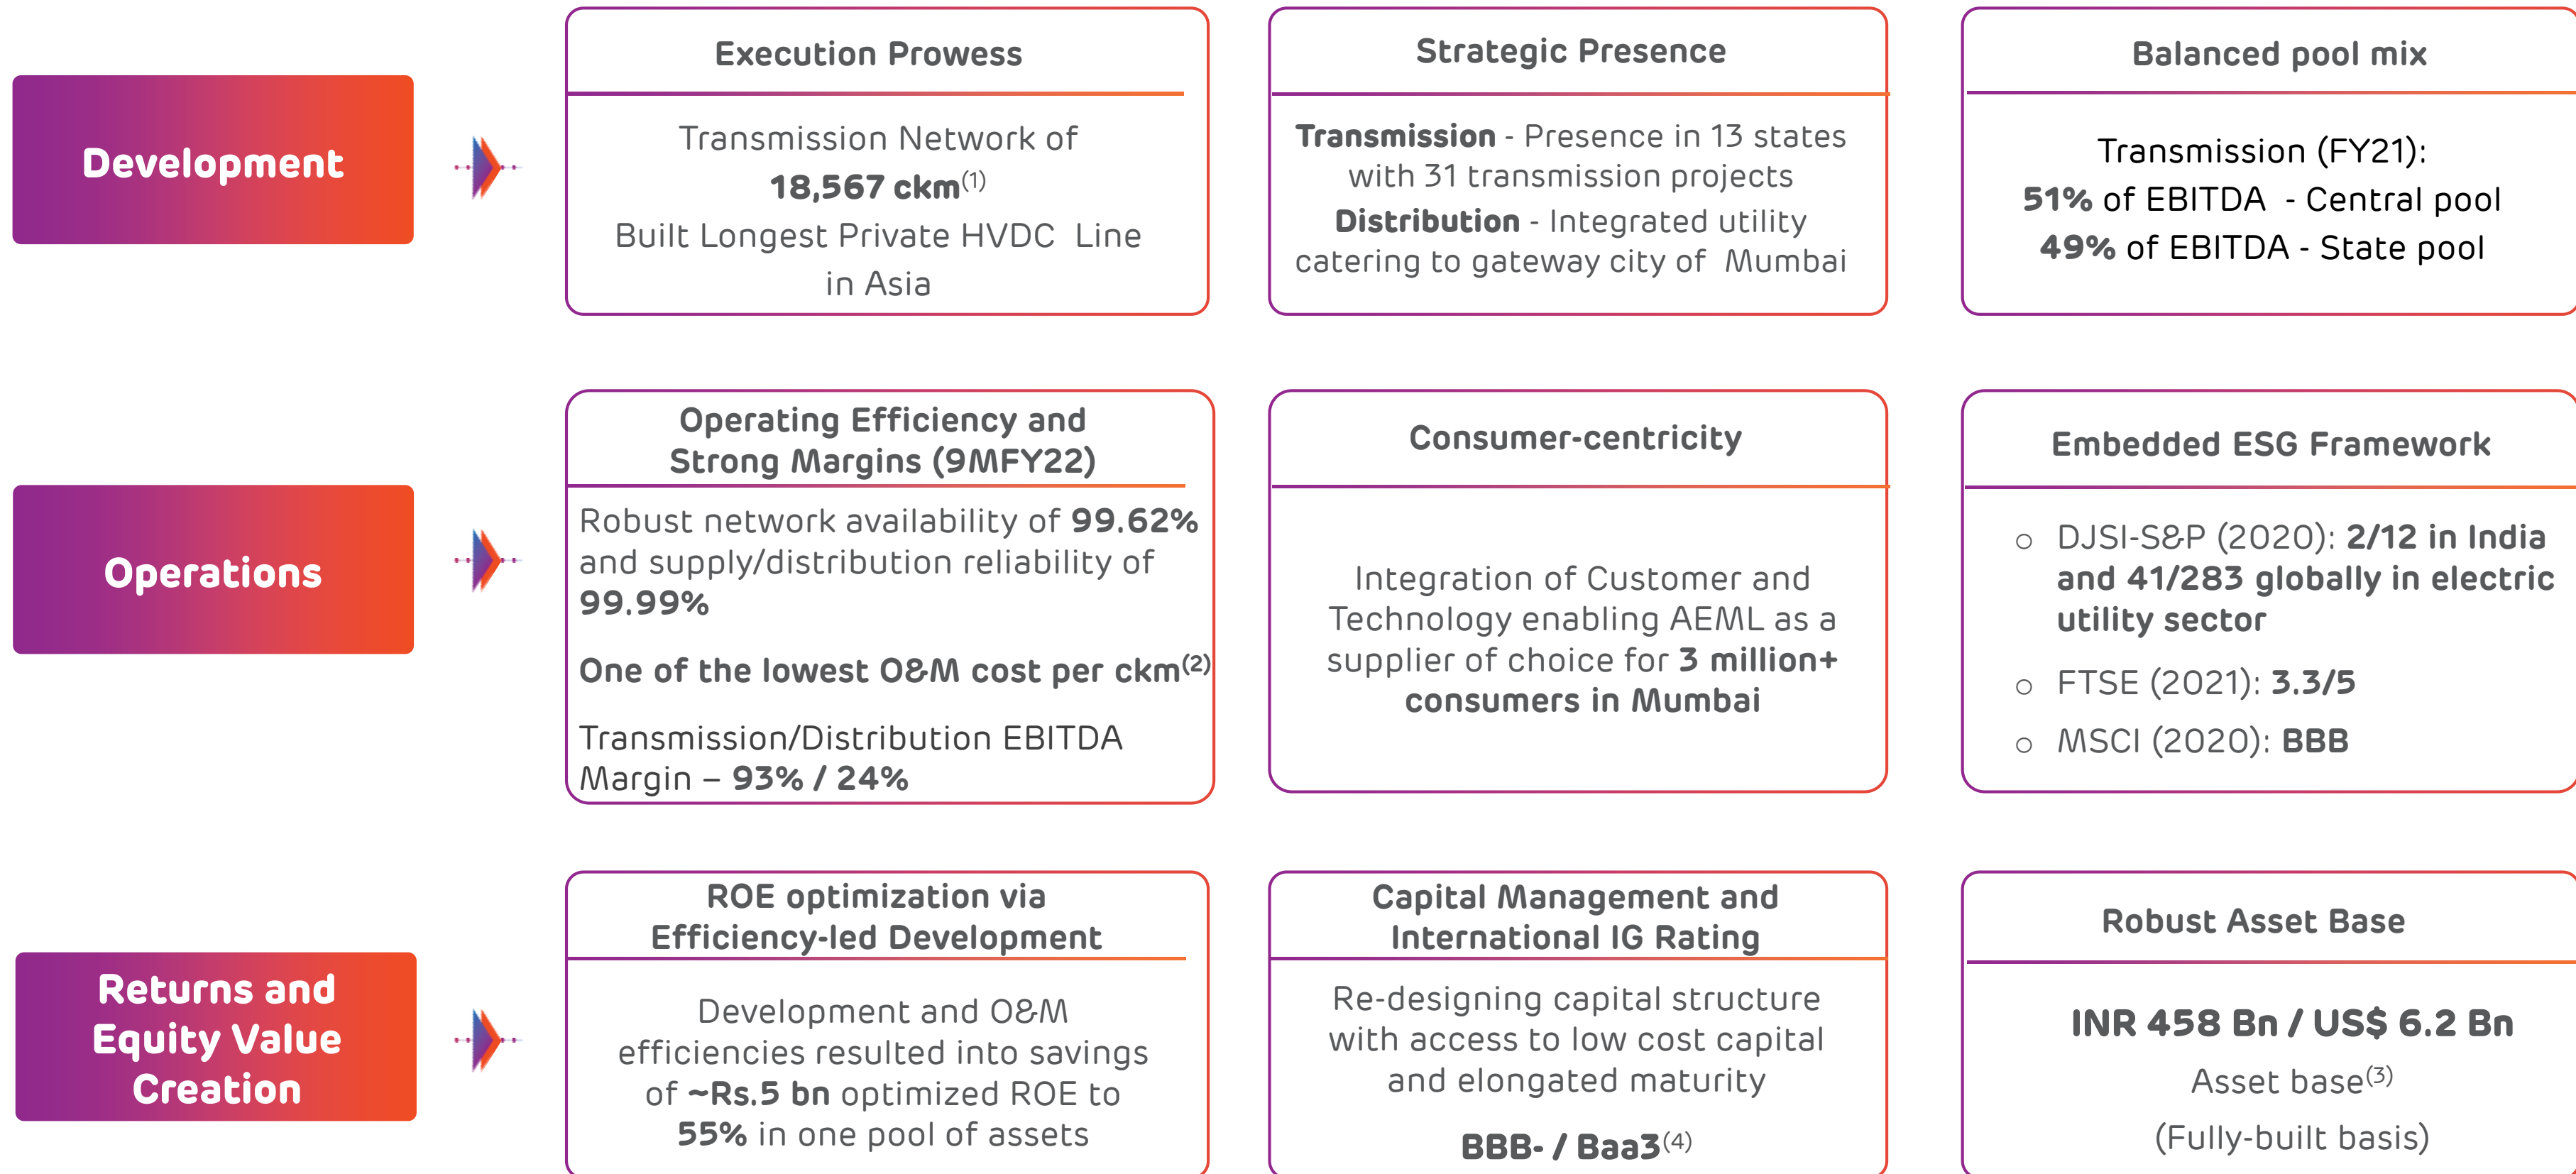 Development
Execution Prowess
Transmission Network of
18,567 ckm(1)
Built Longest Private HVDC Line
in Asia
Strategic Presence
Transmission - Presence in 13 states
with 31 transmission projects
Distribution - Integrated utility
catering to gateway city of Mumbai
Balanced pool mix
Transmission (FY21):
51% of EBITDA - Central pool
49% of EBITDA - State pool
Operations
Operating Efficiency and
Strong Margins (9MFY22)
Robust network availability of 99.62%
and supply/distribution reliability of
99.99%
One of the lowest O&M cost per ckm(2)
Transmission/Distribution EBITDA
Margin – 93% / 24%
Consumer-centricity
Integration of Customer and
Technology enabling AEML as a
supplier of choice for 3 million+
consumers in Mumbai
Embedded ESG Framework
○ DJSI-S&P (2020): 2/12 in India
and 41/283 globally in electric
utility sector
○ FTSE (2021): 3.3/5
○ MSCI (2020): BBB
Returns and
Equity Value
Creation
ROE optimization via
Efficiency-led Development
Development and O&M
efficiencies resulted into savings
of ~Rs.5 bn optimized ROE to
55% in one pool of assets
Capital Management and
International IG Rating
Re-designing capital structure
with access to low cost capital
and elongated maturity
BBB- / Baa3(4)
Robust Asset Base
INR 458 Bn / US$ 6.2 Bn
Asset base(3)
(Fully-built basis)